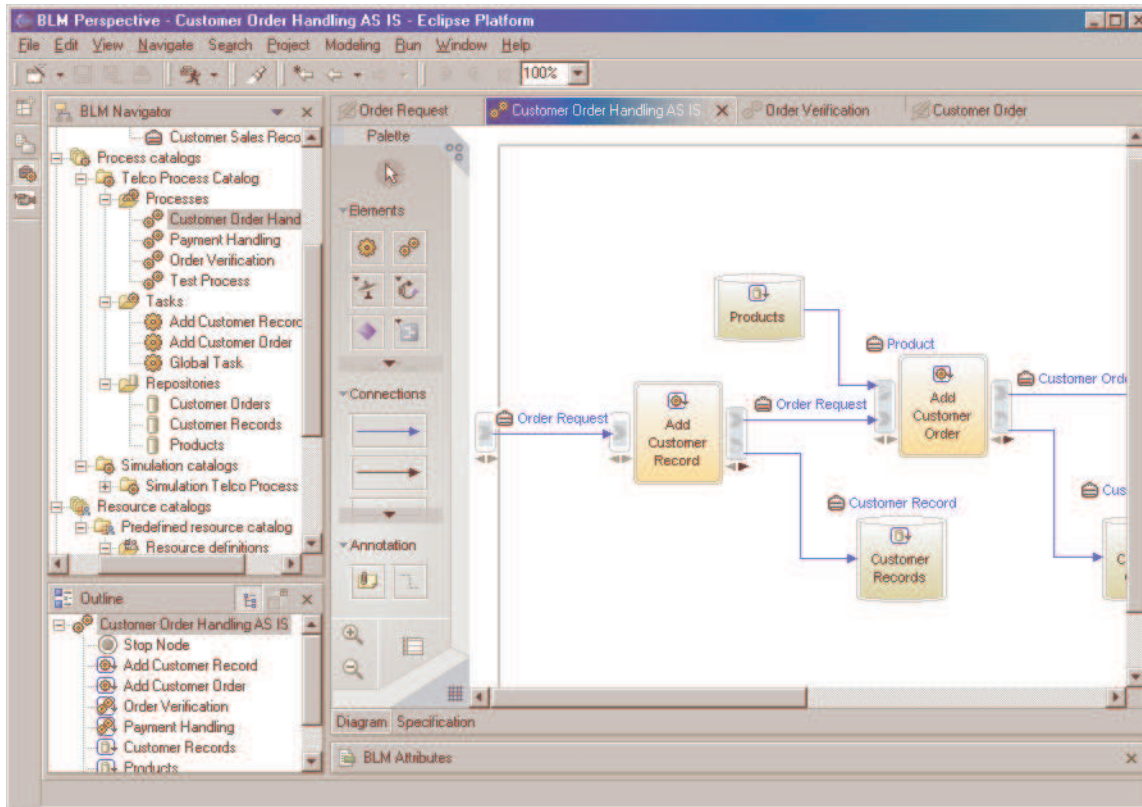 BLM Perspective - Customer Order Handling AS IS - Eclipse Platform
File Edit View Navigate Search Project Modeling Run Window Help
100%
BLM Navigator
Customer Sales Reco
Process catalogs
Telco Process Catalog
Processes
Customer Order Hand
Payment Handling
Order Verification
Test Process
Tasks
Add Customer Record
Add Customer Order
Global Task
Repositories
Customer Orders
Customer Records
Products
Simulation catalogs
Simulation Telco Process
Resource catalogs
Predefined resource catalog
Resource definitions
Outline
Customer Order Handling AS IS
Stop Node
Add Customer Record
Add Customer Order
Order Verification
Payment Handling
Customer Records
Products
Order Request
Customer Order Handling AS IS
Order Verification
Customer Order
Palette
Elements
Connections
Annotation
Products
Product
Customer Orde
Order Request
Add
Customer
Record
Order Request
Add
Customer
Order
Customer Record
Cus
Customer
Records
C
Diagram Specification
BLM Attributes